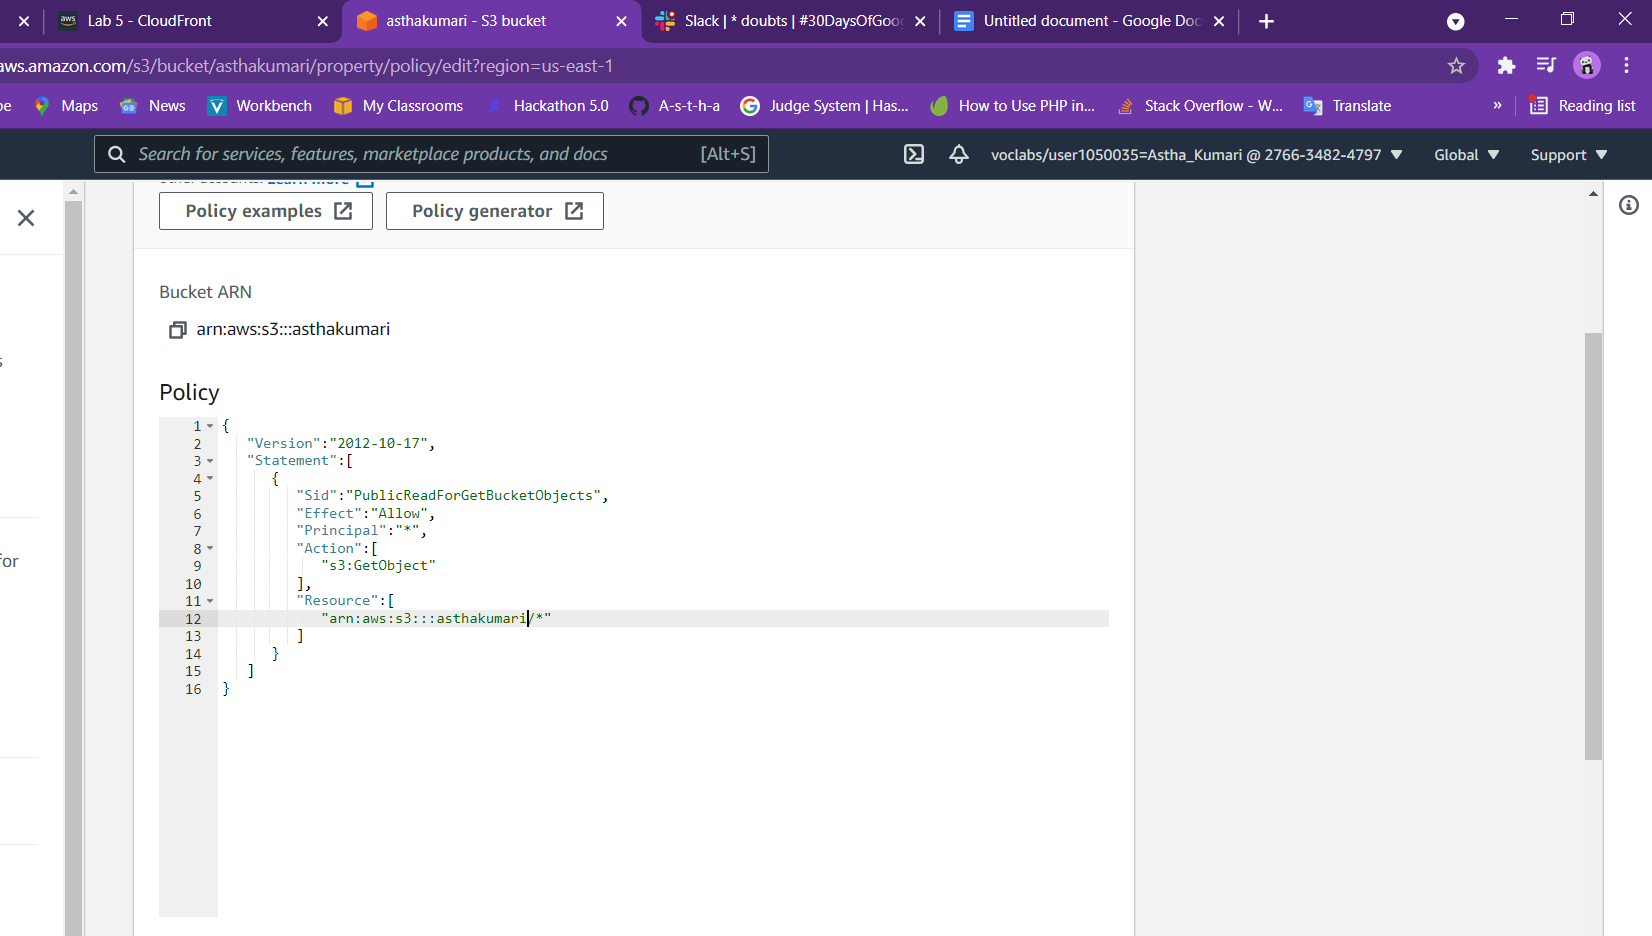 Lab 5 - CloudFront
asthakumari - S3 bucket
Slack | * doubts | #30DaysOfGoo
Untitled document - Google Doc
aws.amazon.com/s3/bucket/asthakumari/property/policy/edit?region=us-east-1
be Maps News Workbench My Classrooms Hackathon 5.0 A-s-t-h-a Judge System | Has... How to Use PHP in... Stack Overflow - W... Translate » Reading list
Search for services, features, marketplace products, and docs [Alt+S] voclabs/user1050035=Astha_Kumari @ 2766-3482-4797 Global Support
Learn more
Policy examples
Policy generator
Bucket ARN
arn:aws:s3:::asthakumari
Policy
1 {
2 "Version":"2012-10-17",
3 "Statement":[
4 {
5 "Sid":"PublicReadForGetBucketObjects",
6 "Effect":"Allow",
7 "Principal":"*",
8 "Action":[
9 "s3:GetObject"
10 ],
11 "Resource":[
12 "arn:aws:s3:::asthakumari/*"
13 ]
14 }
15 ]
16 }
for